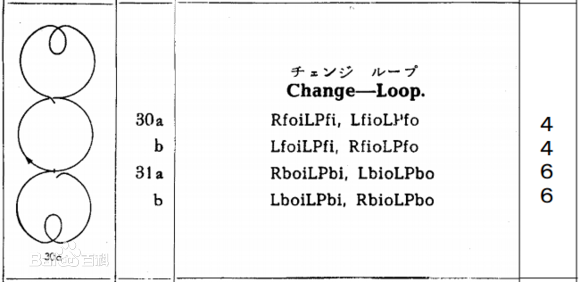 チェンジ ループ
Change—Loop.
30a RfoiLPfi, LfioLPfo 4
b LfoiLPfi, RfioLPfo 4
31a RboiLPbi, LbioLPbo 6
b LboiLPbi, RbioLPbo 6
30a
Bai 百科